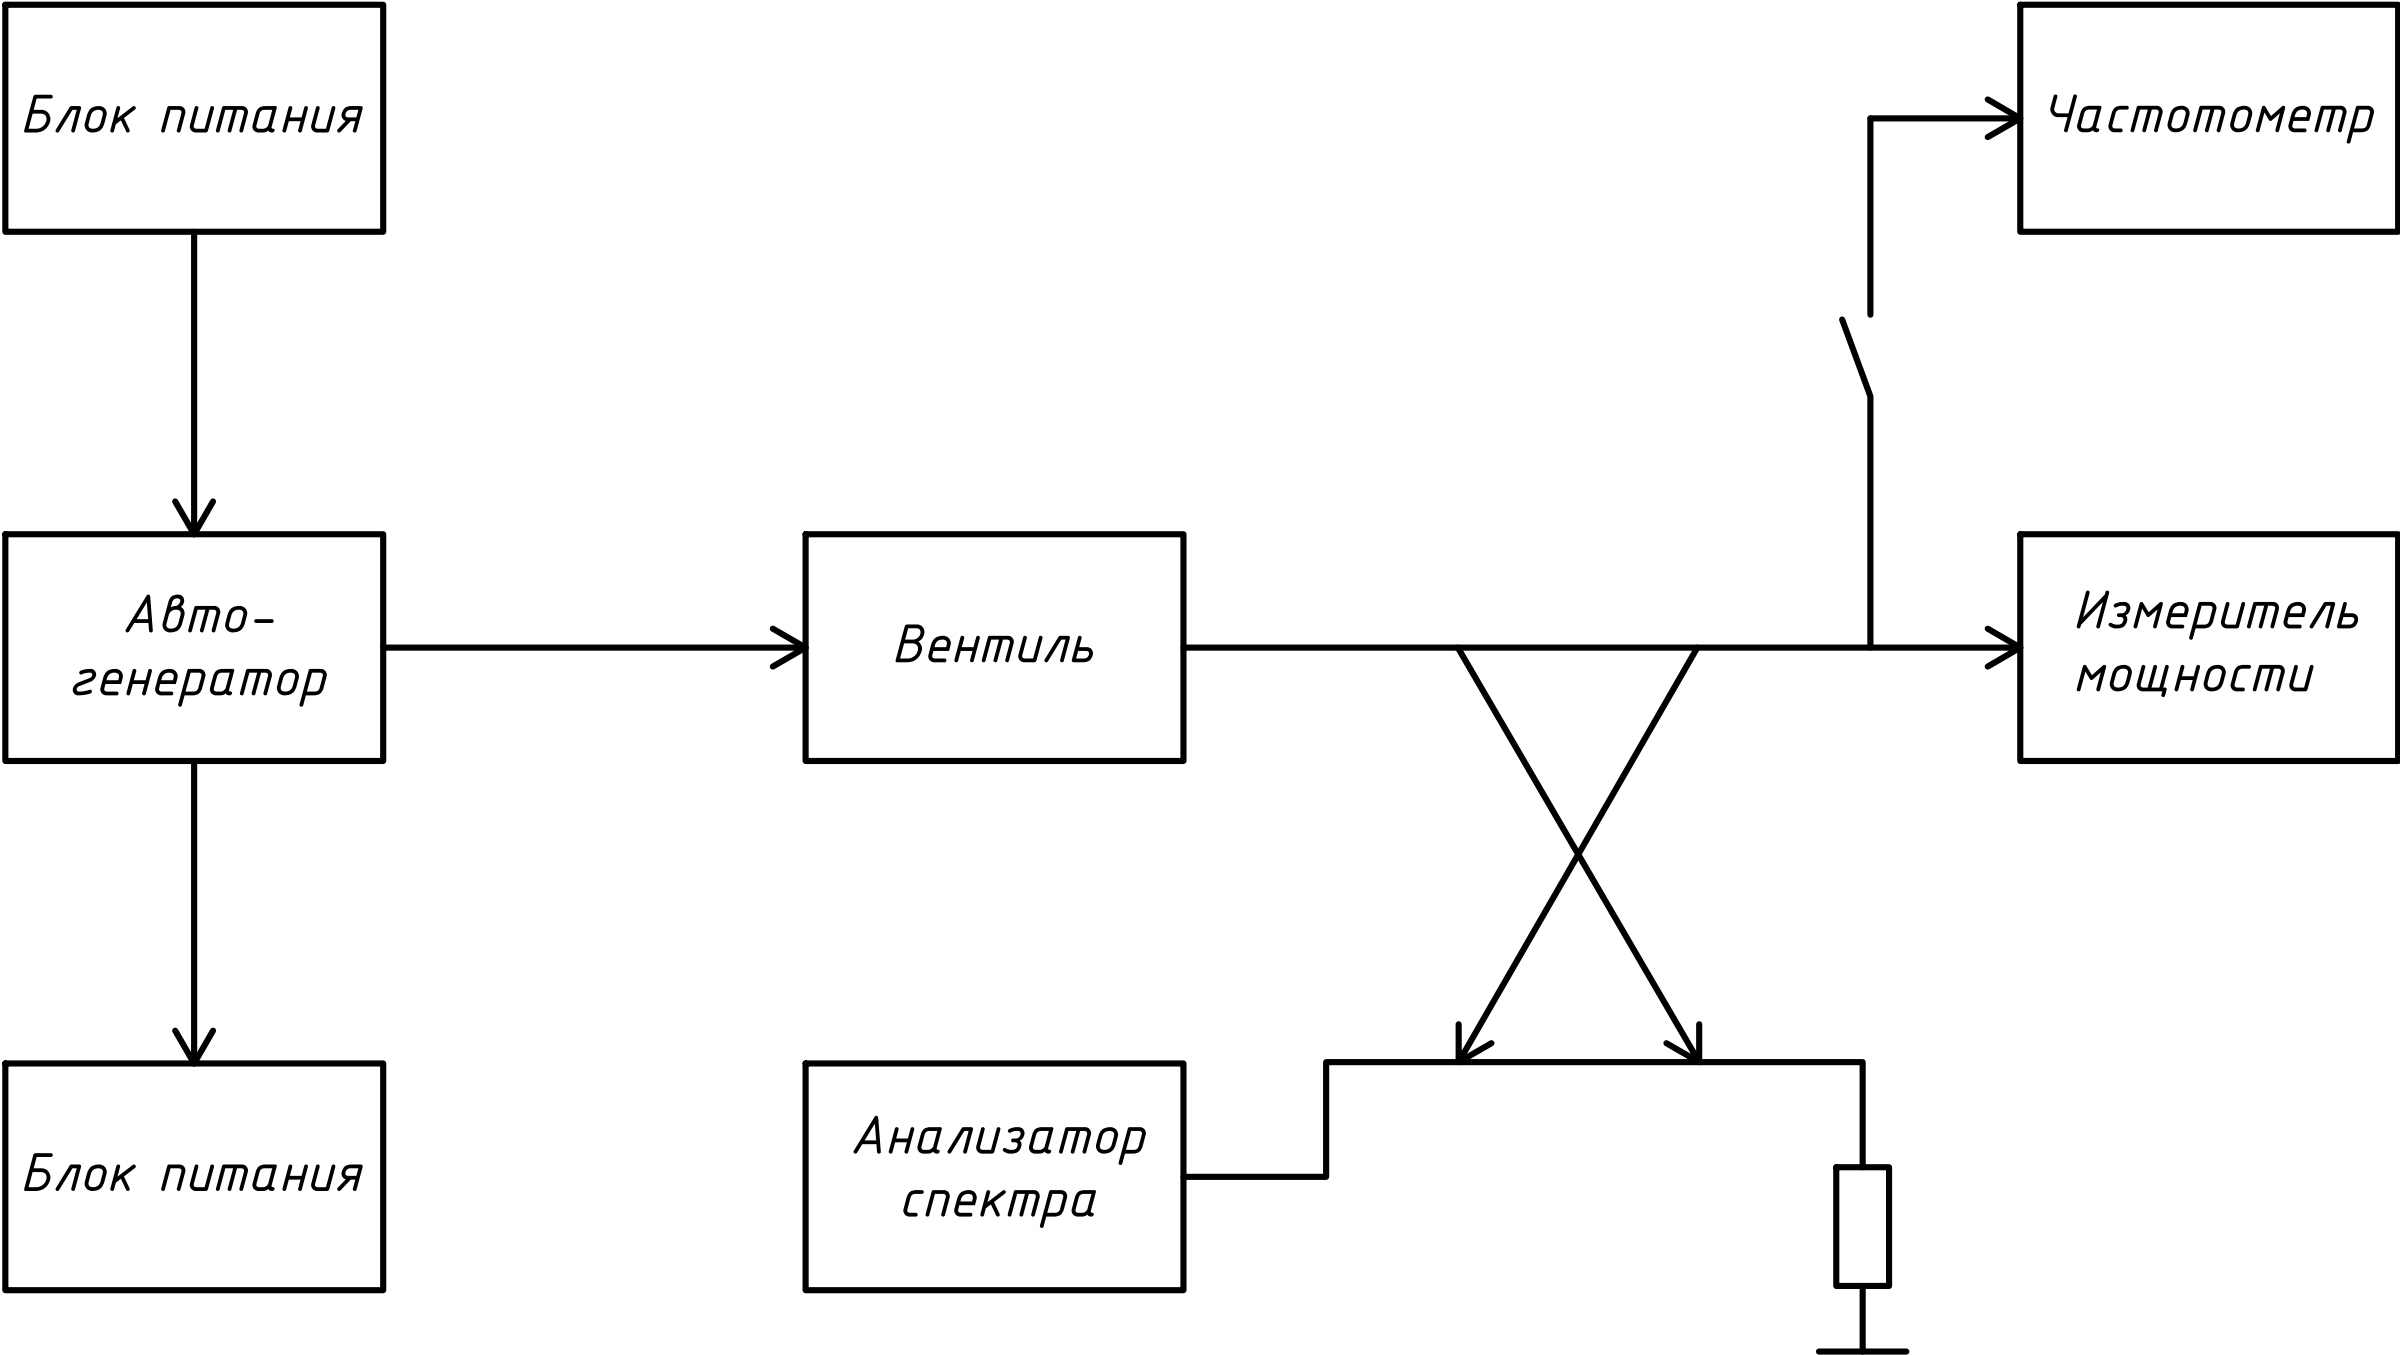 Блок питания
Частотометр
Авто-
генератор
Вентиль
Измеритель
мощности
Блок питания
Анализатор
спектра